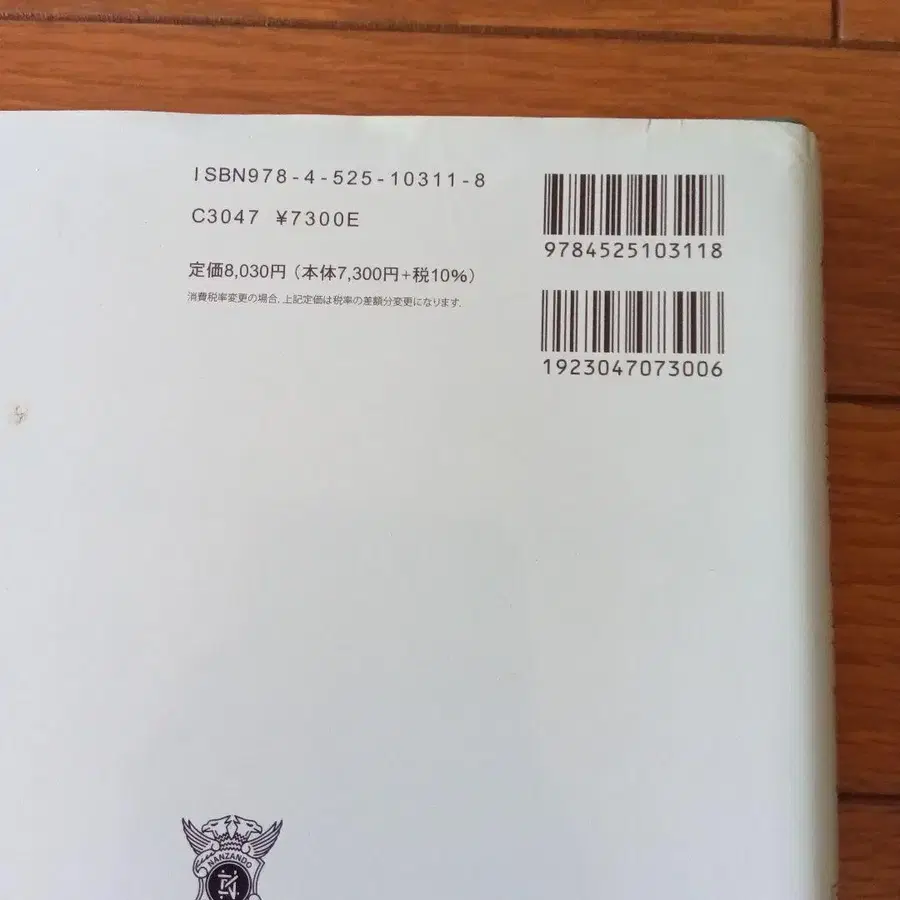 ISBN978-4-525-10311-8
C3047 ¥7300E
定価8,030円（本体7,300円+税10%）
消費税率変更の場合, 上記定価は税率の差額分変更になります.
9784525103118
1923047073006
NANZANDO